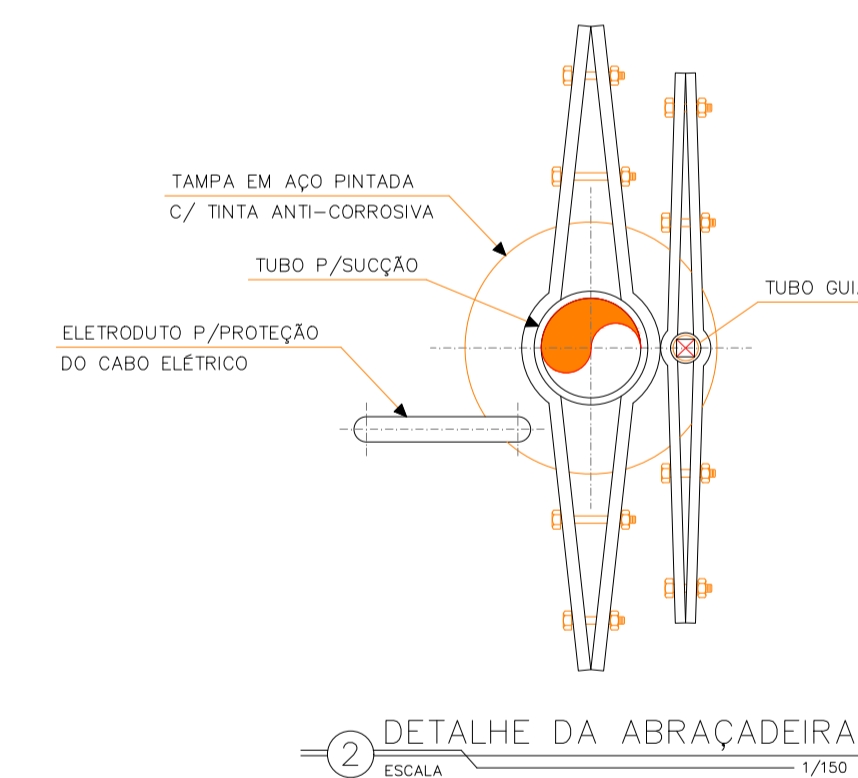 TAMPA EM AÇO PINTADA
C/ TINTA ANTI-CORROSIVA
TUBO P/SUCÇÃO
TUBO
ELETRODUTO P/PROTEÇÃO
DO CABO ELÉTRICO
2
DETALHE DA ABRAÇADEIRA
ESCALA
1/150